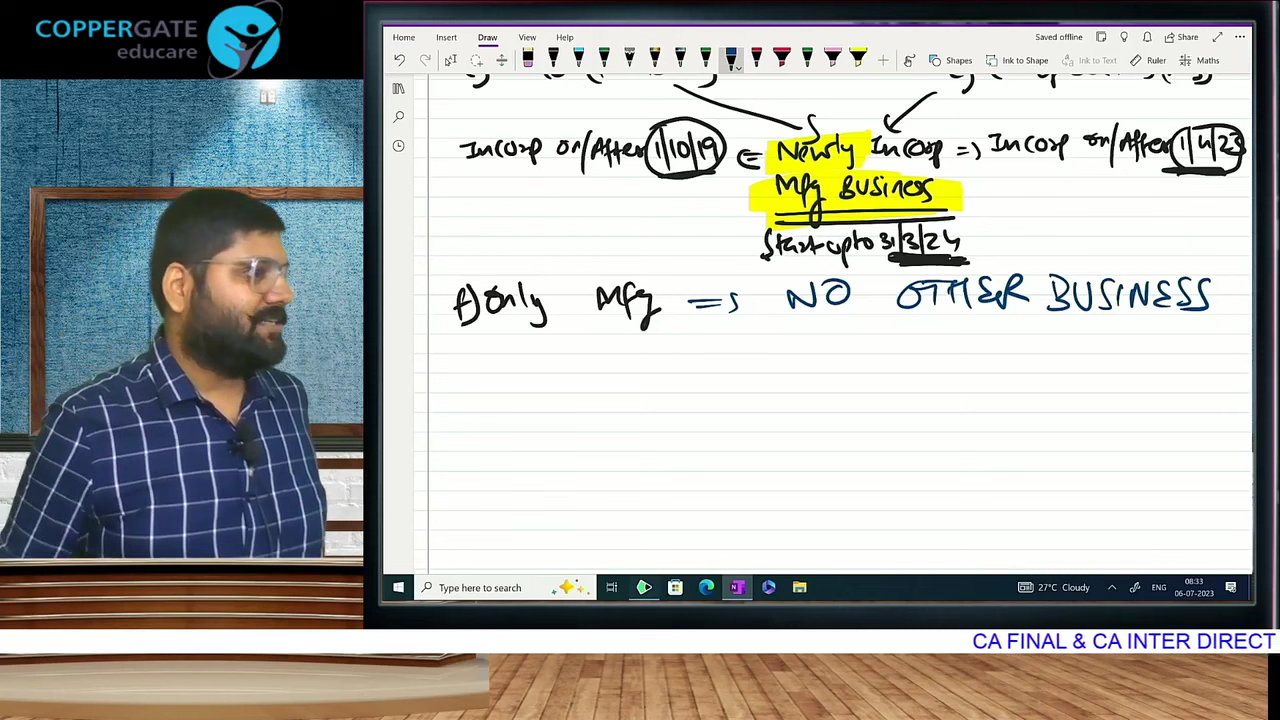 COPPERGATE
educare
Home Insert Draw View Help
Saved offline
Share
Shapes
Ink to Shape
Ink to Text
Ruler
Maths
Incorp on/After 1/10/19 <= Newly Incorp => Incorp on/After 1/4/23
Mfg Business
Start upto 31/3/24
f) only Mfg => NO OTHER BUSINESS
Type here to search
27°C Cloudy
ENG
08:33
06-07-2023
CA FINAL & CA INTER DIRECT